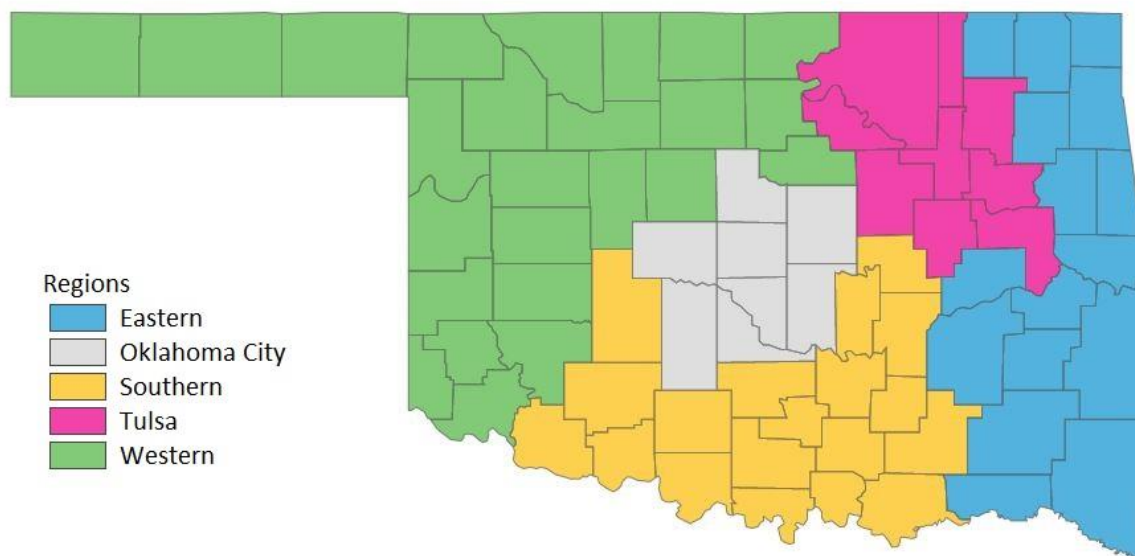 Regions
Eastern
Oklahoma City
Southern
Tulsa
Western